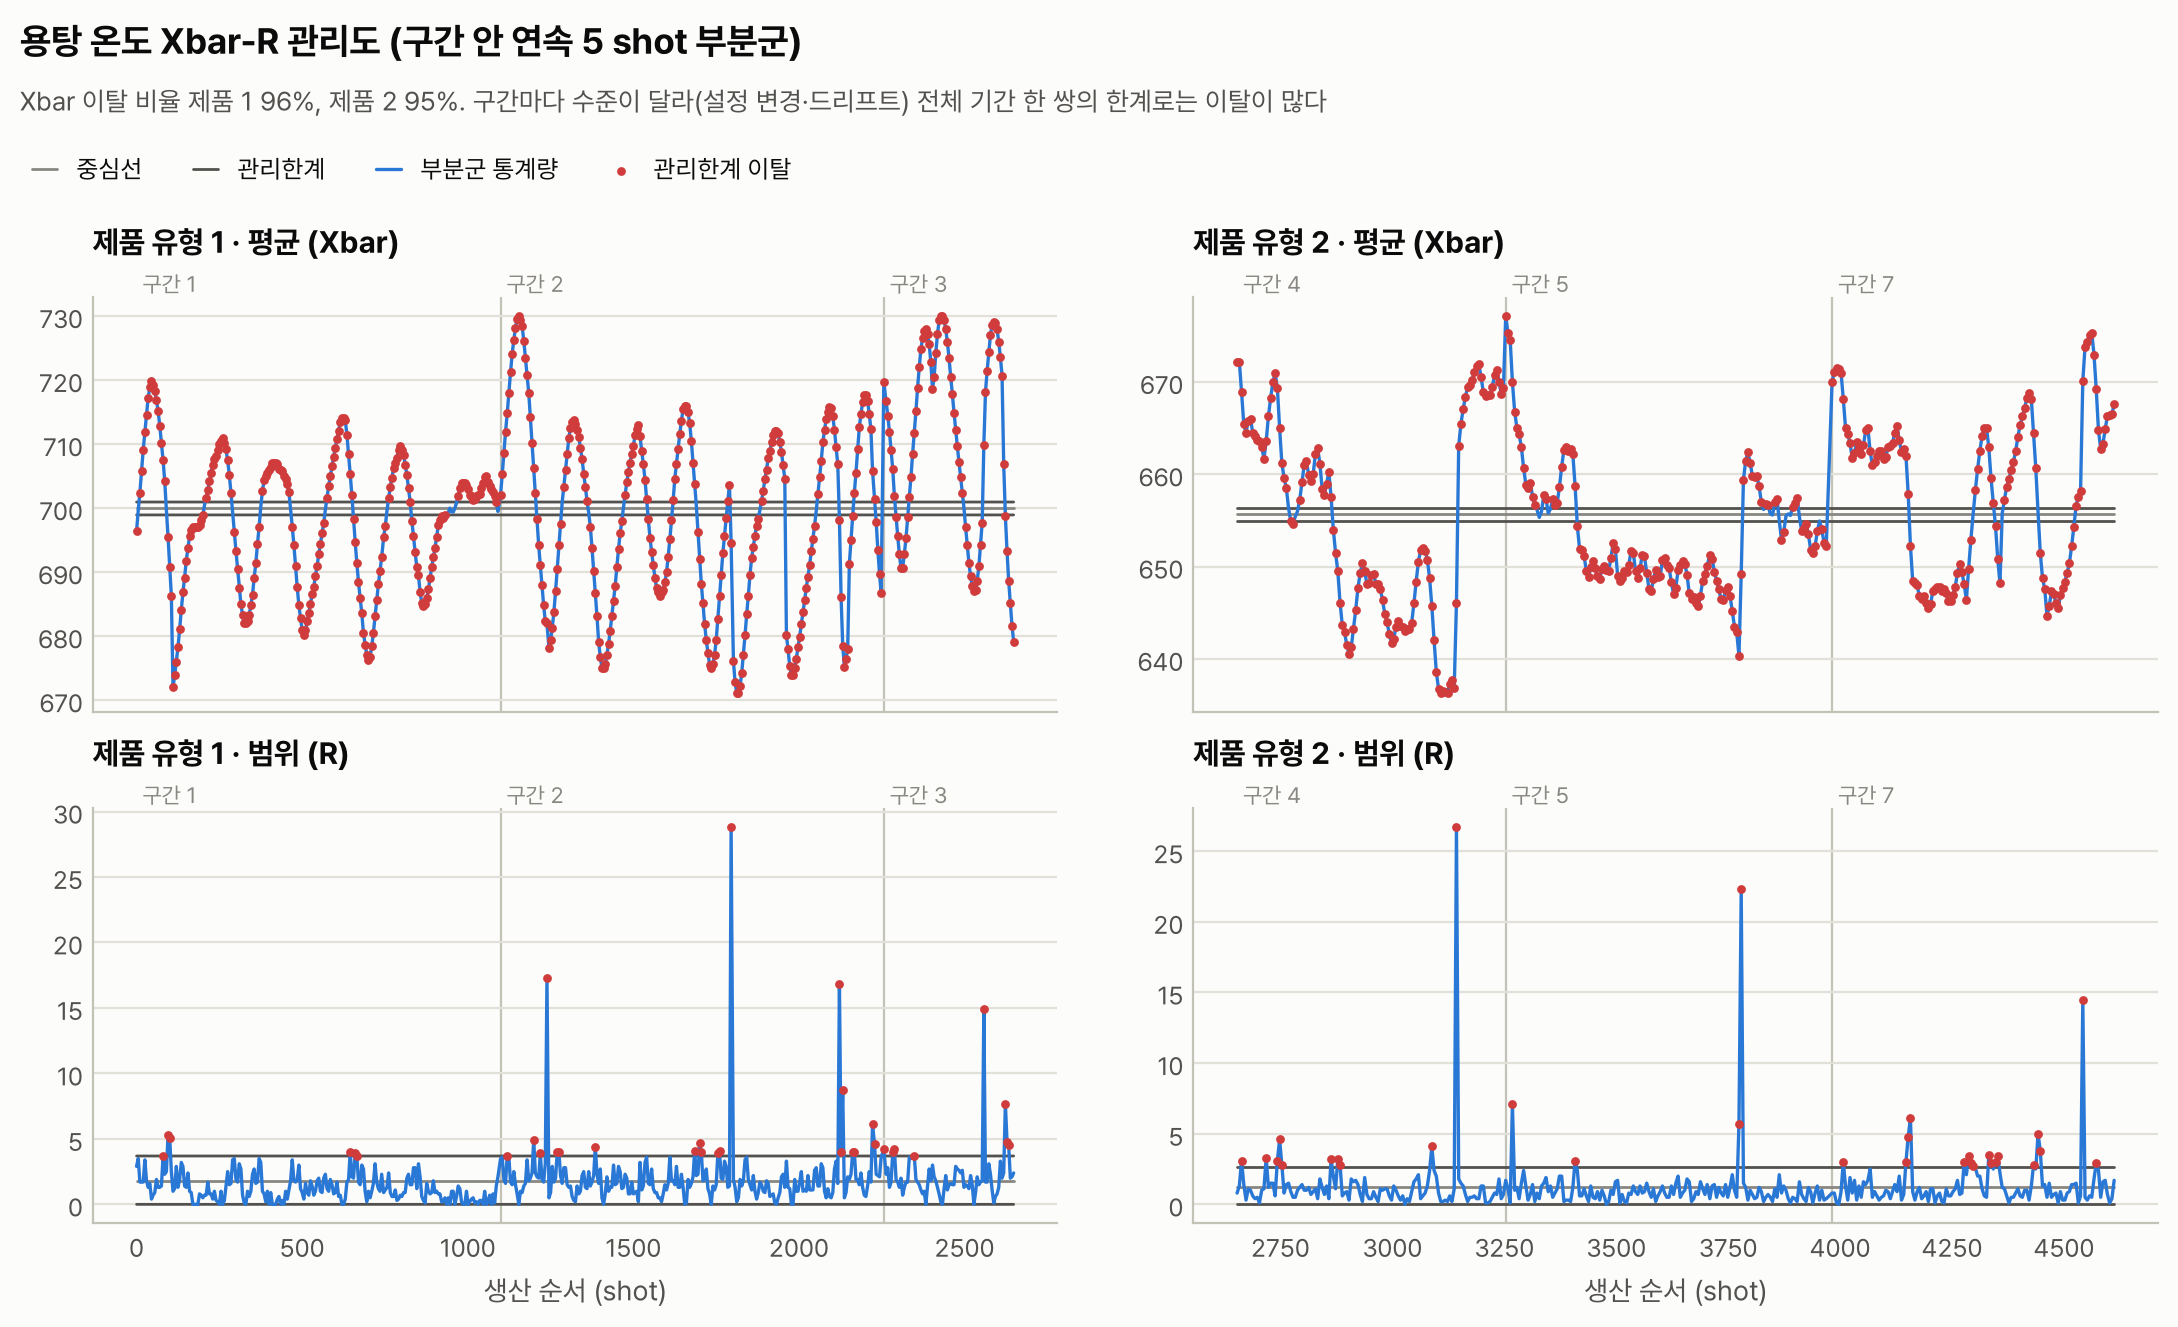 용탕 온도 Xbar-R 관리도 (구간 안 연속 5 shot 부분군)
Xbar 이탈 비율 제품 1 96%, 제품 2 95%. 구간마다 수준이 달라(설정 변경·드리프트) 전체 기간 한 쌍의 한계로는 이탈이 많다
중심선 관리한계 부분군 통계량 관리한계 이탈
제품 유형 1 · 평균 (Xbar)
구간 1 구간 2 구간 3
730
720
710
700
690
680
670
제품 유형 2 · 평균 (Xbar)
구간 4 구간 5 구간 7
670
660
650
640
제품 유형 1 · 범위 (R)
구간 1 구간 2 구간 3
30
25
20
15
10
5
0
0 500 1000 1500 2000 2500
생산 순서 (shot)
제품 유형 2 · 범위 (R)
구간 4 구간 5 구간 7
25
20
15
10
5
0
2750 3000 3250 3500 3750 4000 4250 4500
생산 순서 (shot)